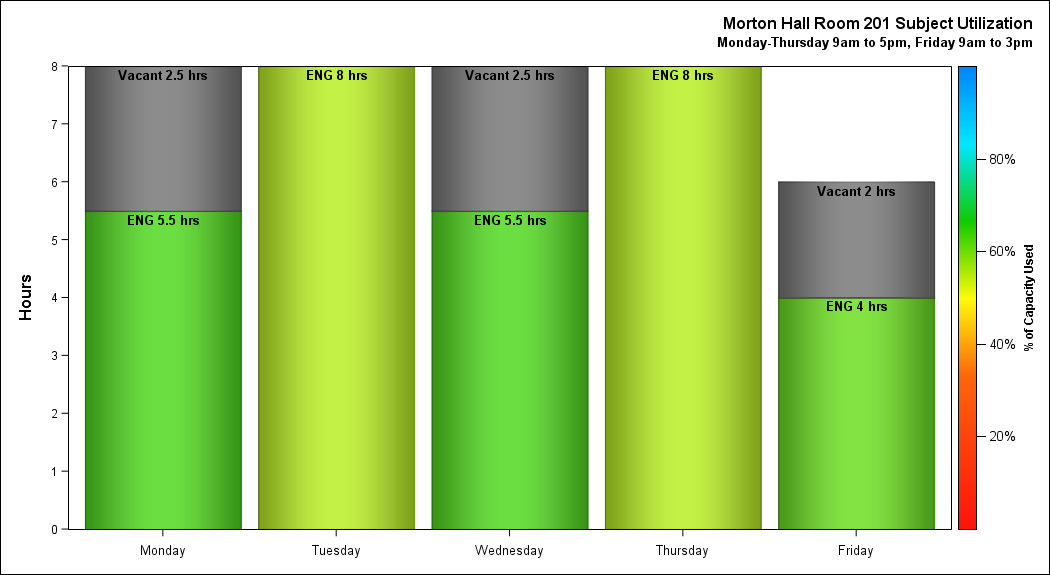 Morton Hall Room 201 Subject Utilization
Monday-Thursday 9am to 5pm, Friday 9am to 3pm
Hours
8
7
6
5
4
3
2
1
0
Vacant 2.5 hrs
ENG 5.5 hrs
ENG 8 hrs
Vacant 2.5 hrs
ENG 5.5 hrs
ENG 8 hrs
Vacant 2 hrs
ENG 4 hrs
Monday
Tuesday
Wednesday
Thursday
Friday
80%
60%
40%
20%
% of Capacity Used